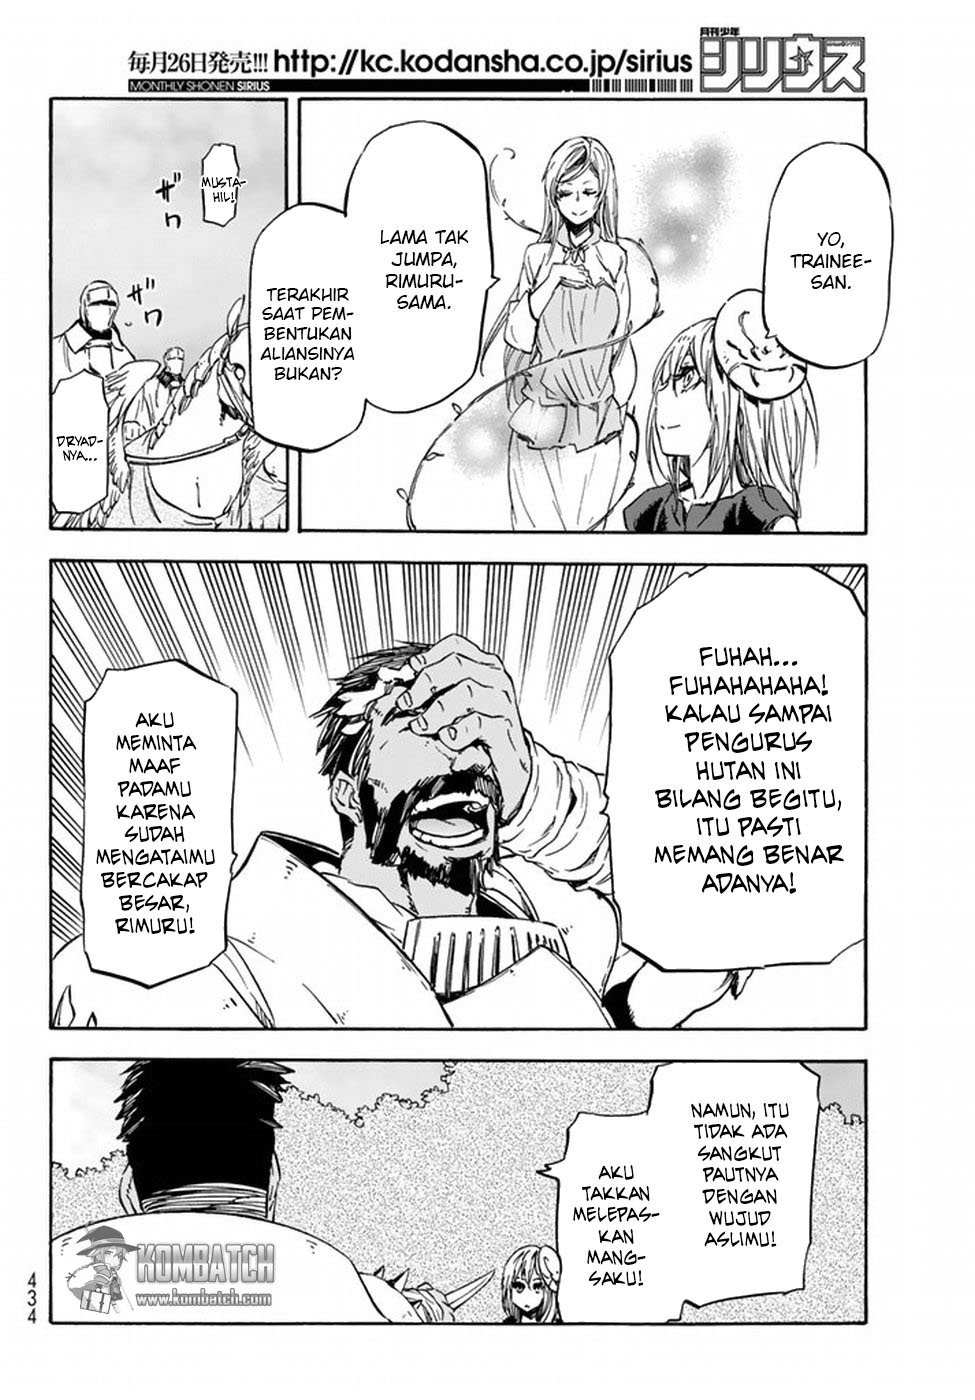 毎月26日発売!!! http://kc.kodansha.co.jp/sirius
月刊少年
シリウス
MONTHLY SHONEN SIRIUS
YO,
TRAINEE-
SAN.
LAMA TAK
JUMPA,
RIMURU-
SAMA.
TERAKHIR
SAAT PEM-
BENTUKAN
ALIANSINYA
BUKAN?
MUSTA-
HIL!
ザワ
ザワ
DRYAD-
NYA...
FUHAH...
FUHAHAHAHA!
KALAU SAMPAI
PENGURUS
HUTAN INI
BILANG BEGITU,
ITU PASTI
MEMANG BENAR
ADANYA!
AKU
MEMINTA
MAAF
PADAMU
KARENA
SUDAH
MENGATAIMU
BERCAKAP
BESAR,
RIMURU!
NAMUN, ITU
TIDAK ADA
SANGKUT
PAUTNYA
DENGAN
WUJUD
ASLIMU!
AKU
TAKKAN
MELEPAS-
KAN
MANG-
SAKU!
KOMBATCH
www.kombatch.com
434